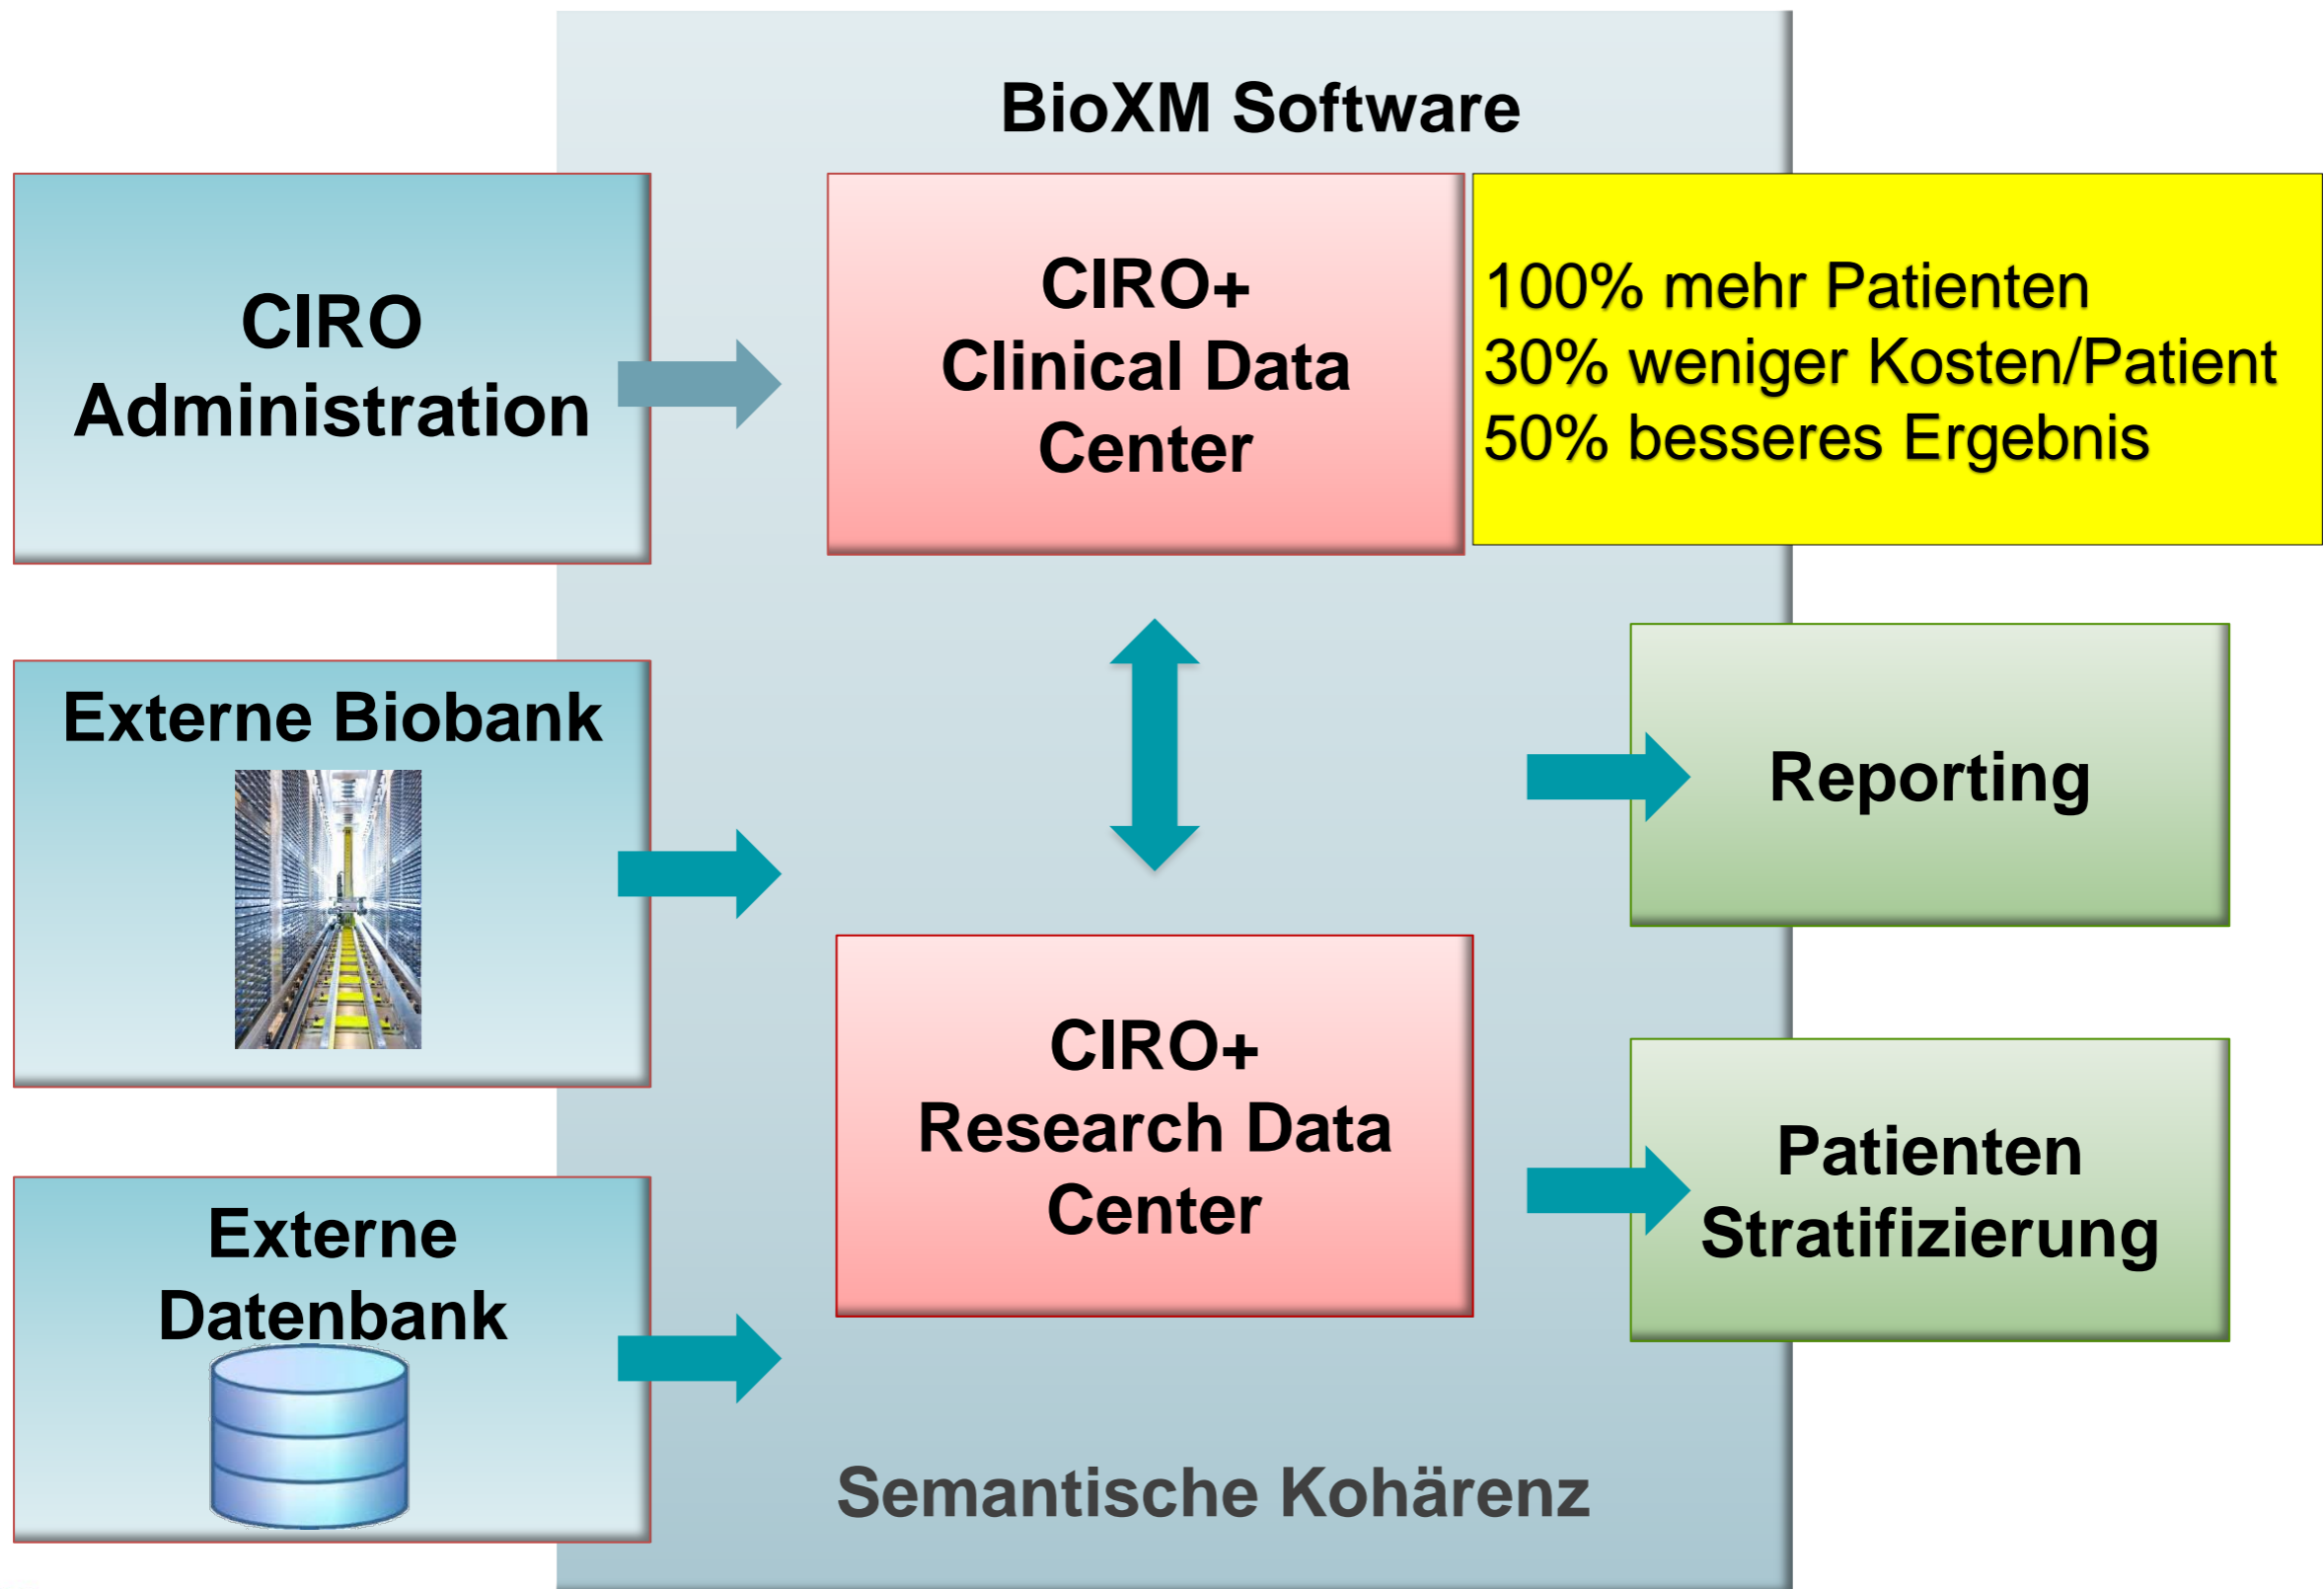 BioXM Software
CIRO
Administration
CIRO+
Clinical Data
Center
100% mehr Patienten
30% weniger Kosten/Patient
50% besseres Ergebnis
Externe Biobank
Reporting
CIRO+
Research Data
Center
Patienten
Stratifizierung
Externe
Datenbank
Semantische Kohärenz